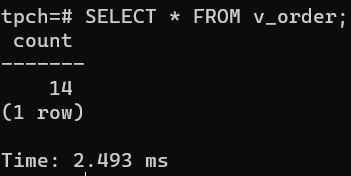 tpch=# SELECT * FROM v_order;
 count
-------
    14
(1 row)

Time: 2.493 ms